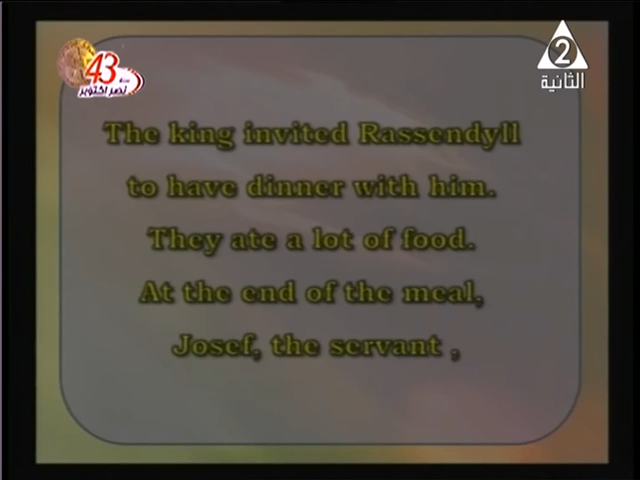 43
سنة
نصر أكتوبر
2
الثانية
The king invited Rassendyll
to have dinner with him.
They ate a lot of food.
At the end of the meal,
Josef, the servant ,